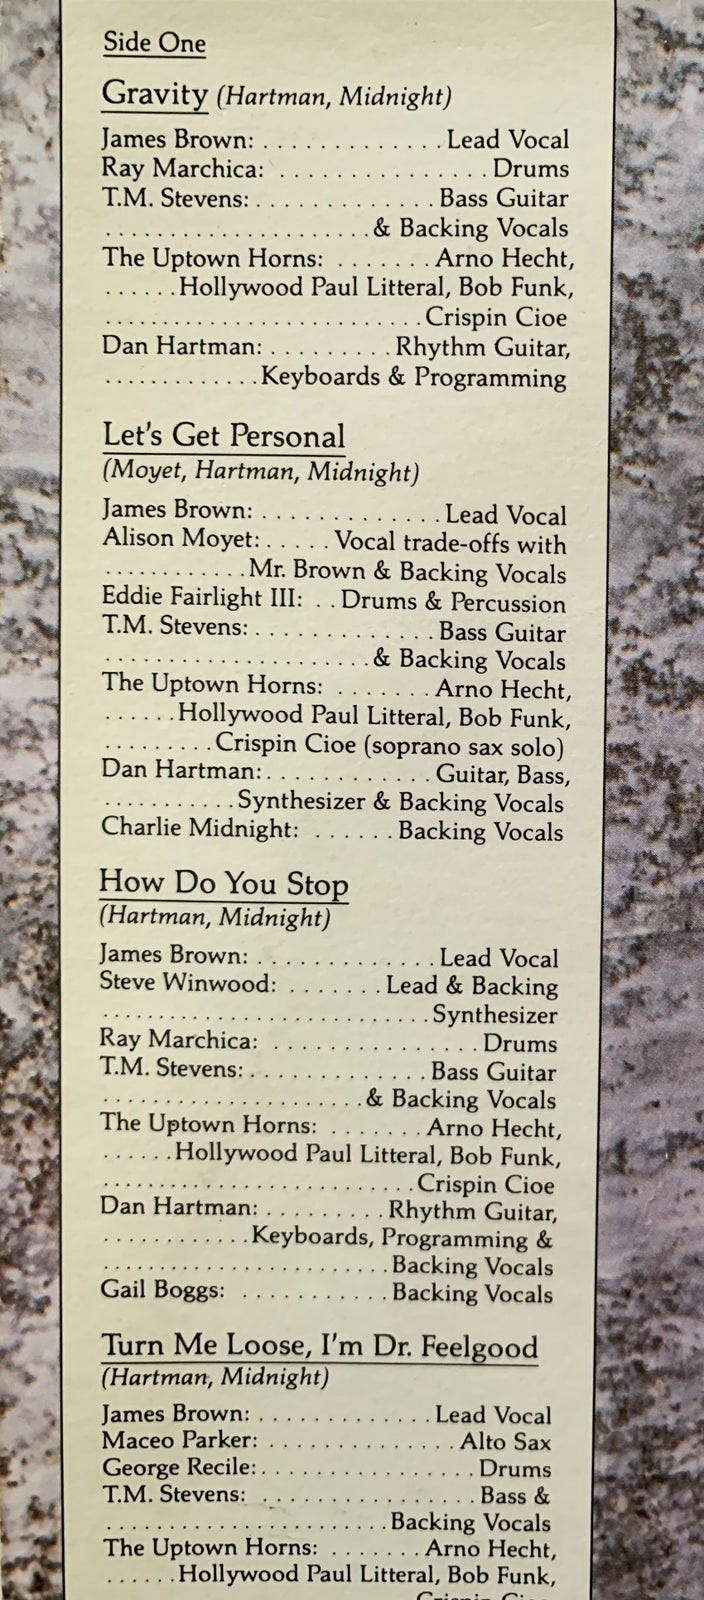 Side One
Gravity (Hartman, Midnight)
James Brown: . . . . . . . . . . . . . Lead Vocal
Ray Marchica: . . . . . . . . . . . . . . . Drums
T.M. Stevens: . . . . . . . . . . . . . Bass Guitar
. . . . . . . . . . . . . . . . . . . & Backing Vocals
The Uptown Horns: . . . . . . . Arno Hecht,
. . . . . . Hollywood Paul Litteral, Bob Funk,
. . . . . . . . . . . . . . . . . . . . . . . Crispin Cioe
Dan Hartman: . . . . . . . . . Rhythm Guitar,
. . . . . . . . . . . . . Keyboards & Programming
Let's Get Personal
(Moyet, Hartman, Midnight)
James Brown: . . . . . . . . . . . . . Lead Vocal
Alison Moyet: . . . . . Vocal trade-offs with
. . . . . . . . . . . . Mr. Brown & Backing Vocals
Eddie Fairlight III: . . Drums & Percussion
T.M. Stevens: . . . . . . . . . . . . . Bass Guitar
. . . . . . . . . . . . . . . . . . . & Backing Vocals
The Uptown Horns: . . . . . . . Arno Hecht,
. . . . . . Hollywood Paul Litteral, Bob Funk,
. . . . . . . . . Crispin Cioe (soprano sax solo)
Dan Hartman: . . . . . . . . . . . . Guitar, Bass,
. . . . . . . . . . . Synthesizer & Backing Vocals
Charlie Midnight: . . . . . . Backing Vocals
How Do You Stop
(Hartman, Midnight)
James Brown: . . . . . . . . . . . . . Lead Vocal
Steve Winwood: . . . . . . . Lead & Backing
. . . . . . . . . . . . . . . . . . . . . . . Synthesizer
Ray Marchica: . . . . . . . . . . . . . . . Drums
T.M. Stevens: . . . . . . . . . . . . . Bass Guitar
. . . . . . . . . . . . . . . . . . . & Backing Vocals
The Uptown Horns: . . . . . . . Arno Hecht,
. . . . . . Hollywood Paul Litteral, Bob Funk,
. . . . . . . . . . . . . . . . . . . . . . . Crispin Cioe
Dan Hartman: . . . . . . . . . Rhythm Guitar,
. . . . . . . . . . . . Keyboards, Programming &
. . . . . . . . . . . . . . . . . . . . Backing Vocals
Gail Boggs: . . . . . . . . . . . Backing Vocals
Turn Me Loose, I'm Dr. Feelgood
(Hartman, Midnight)
James Brown: . . . . . . . . . . . . . Lead Vocal
Maceo Parker: . . . . . . . . . . . . . . Alto Sax
George Recile: . . . . . . . . . . . . . . . . Drums
T.M. Stevens: . . . . . . . . . . . . . . . . Bass &
. . . . . . . . . . . . . . . . . . . . Backing Vocals
The Uptown Horns: . . . . . . . Arno Hecht,
. . . . . . Hollywood Paul Litteral, Bob Funk,